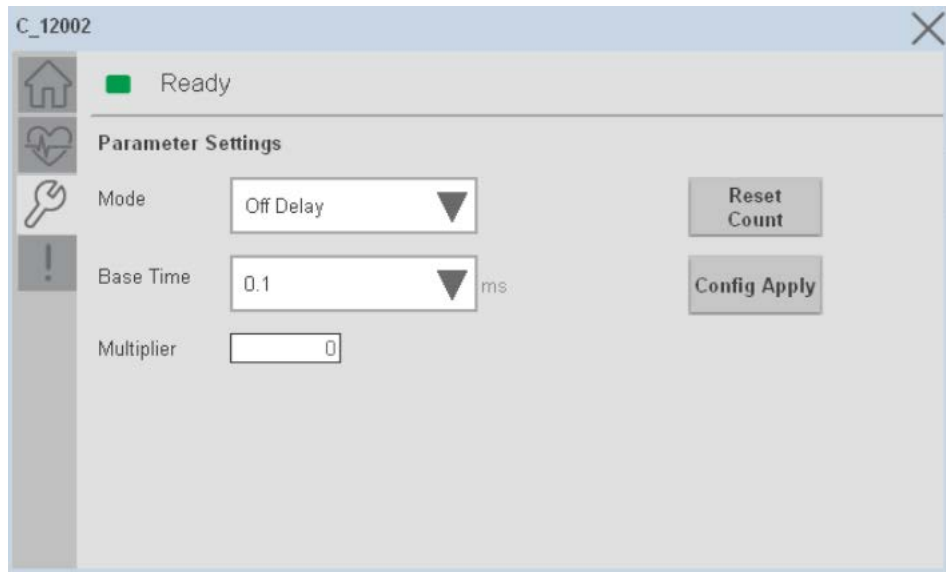 C_12002
Ready
Parameter Settings
Mode
Off Delay
Reset
Count
Base Time
0.1
ms
Config Apply
Multiplier
0
!